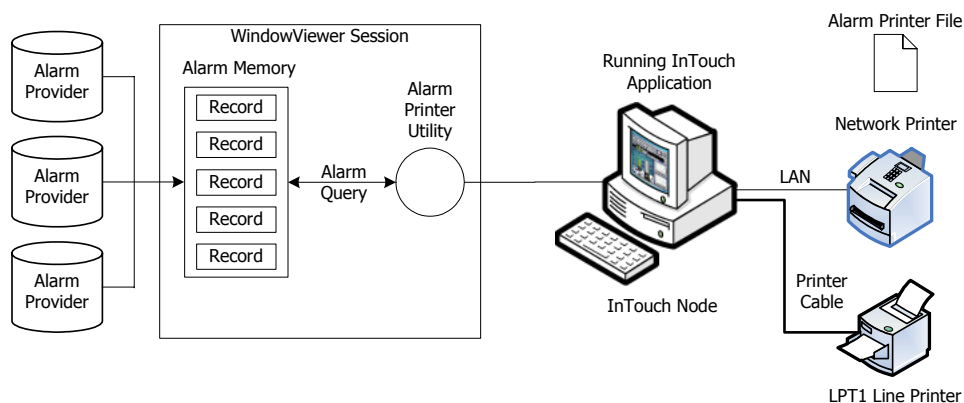 WindowViewer Session
Alarm
Provider
Alarm
Provider
Alarm
Provider
Alarm Memory
Record
Record
Record
Record
Record
Alarm
Query
Alarm
Printer
Utility
Running InTouch
Application
InTouch Node
Alarm Printer File
Network Printer
LAN
Printer
Cable
LPT1 Line Printer